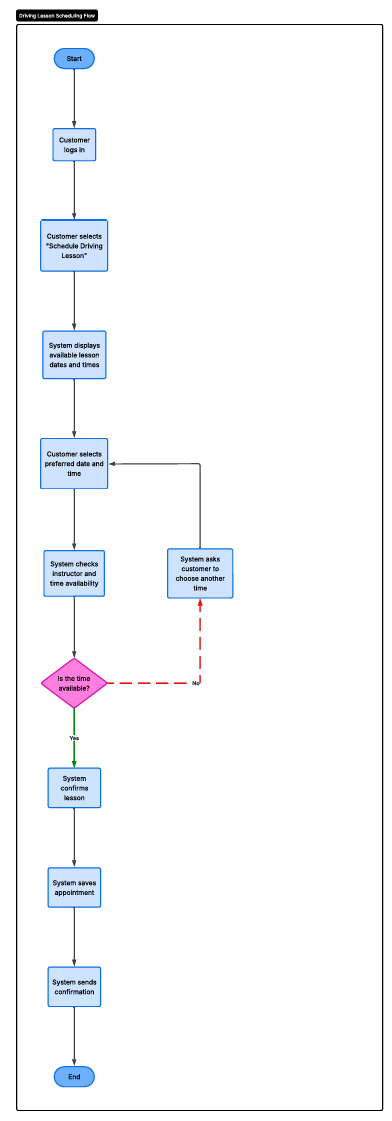 Driving Lesson Scheduling Flow
Start
Customer
logs in
Customer selects
"Schedule Driving
Lesson"
System displays
available lesson
dates and times
Customer selects
preferred date and
time
System checks
instructor and
time availability
System asks
customer to
choose another
time
Is the time
available?
No
Yes
System
confirms
lesson
System saves
appointment
System sends
confirmation
End